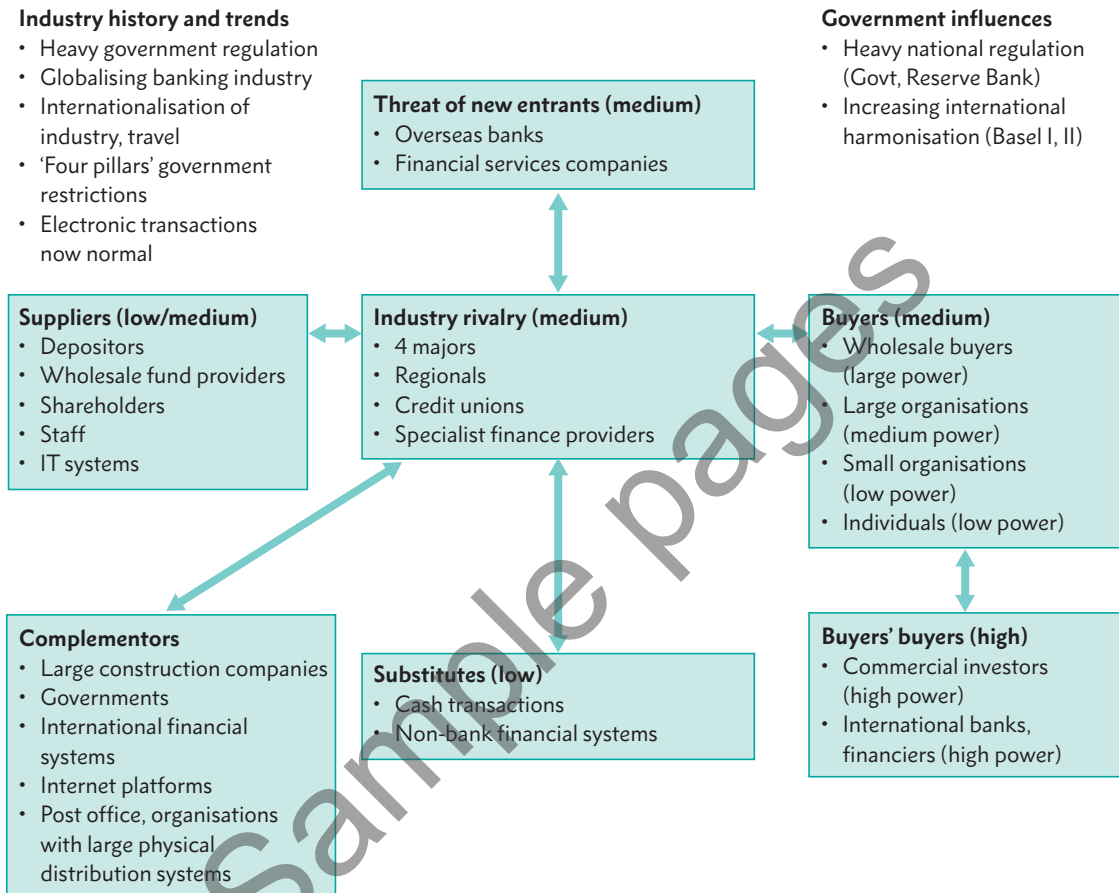 Industry history and trends
• Heavy government regulation
• Globalising banking industry
• Internationalisation of
industry, travel
• ‘Four pillars’ government
restrictions
• Electronic transactions
now normal
Threat of new entrants (medium)
• Overseas banks
• Financial services companies
Government influences
• Heavy national regulation
(Govt, Reserve Bank)
• Increasing international
harmonisation (Basel I, II)
Suppliers (low/medium)
• Depositors
• Wholesale fund providers
• Shareholders
• Staff
• IT systems
Industry rivalry (medium)
• 4 majors
• Regionals
• Credit unions
• Specialist finance providers
Buyers (medium)
• Wholesale buyers
(large power)
• Large organisations
(medium power)
• Small organisations
(low power)
• Individuals (low power)
Complementors
• Large construction companies
• Governments
• International financial
systems
• Internet platforms
• Post office, organisations
with large physical
distribution systems
Substitutes (low)
• Cash transactions
• Non-bank financial systems
Buyers’ buyers (high)
• Commercial investors
(high power)
• International banks,
financiers (high power)
Sample pages